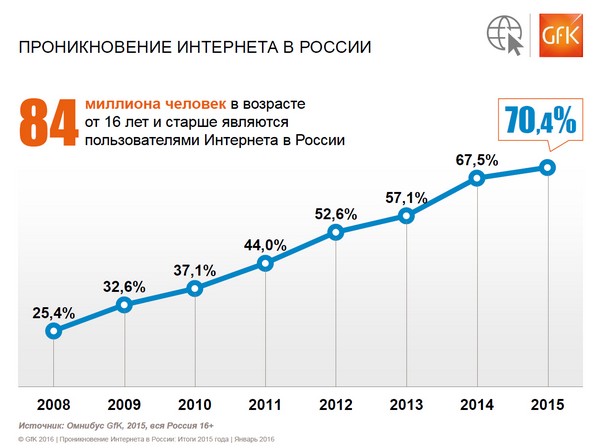 ПРОНИКНОВЕНИЕ ИНТЕРНЕТА В РОССИИ
GfK
84
миллиона человек в возрасте
от 16 лет и старше являются
пользователями Интернета в России
70,4%
67,5%
57,1%
52,6%
44,0%
37,1%
32,6%
25,4%
2008 2009 2010 2011 2012 2013 2014 2015
Источник: Омнибус GfK, 2015, вся Россия 16+
© GfK 2016 | Проникновение Интернета в России: Итоги 2015 года | Январь 2016